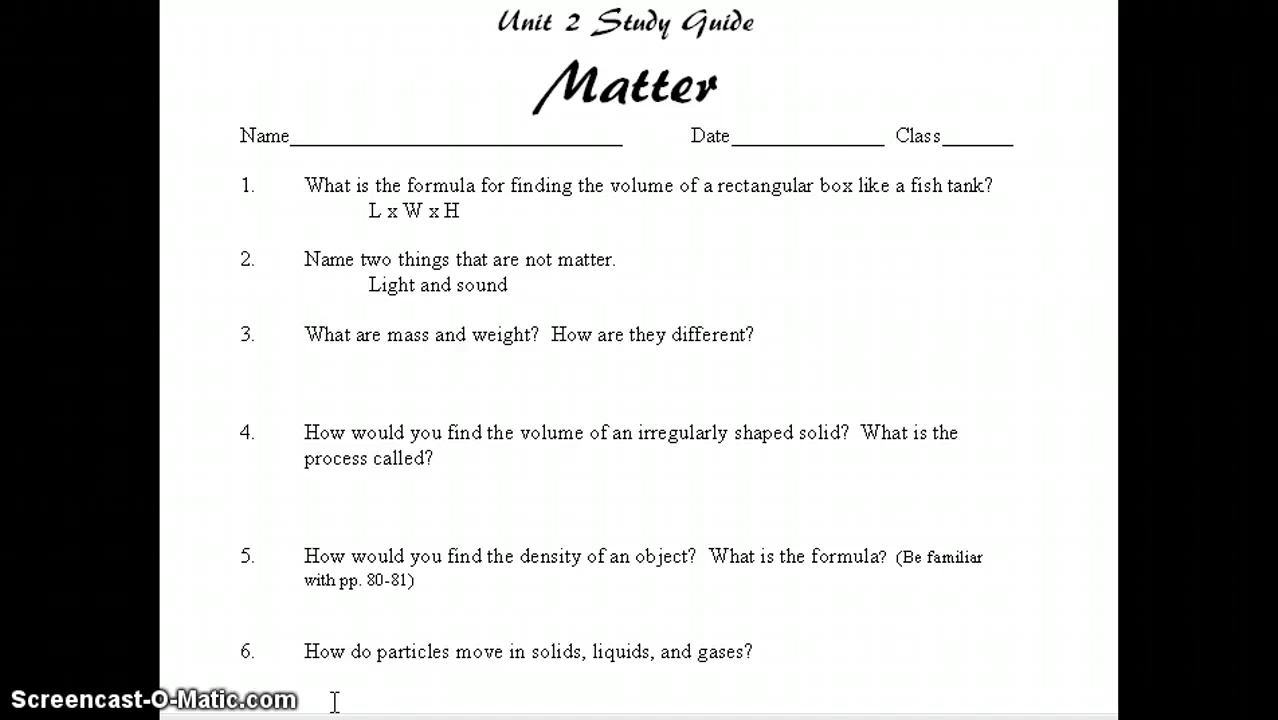 Unit 2 Study Guide
Matter
Name______________________________ Date______________ Class______
1. What is the formula for finding the volume of a rectangular box like a fish tank?
L x W x H
2. Name two things that are not matter.
Light and sound
3. What are mass and weight? How are they different?
4. How would you find the volume of an irregularly shaped solid? What is the
process called?
5. How would you find the density of an object? What is the formula? (Be familiar
with pp. 80-81)
6. How do particles move in solids, liquids, and gases?
Screencast-O-Matic.com